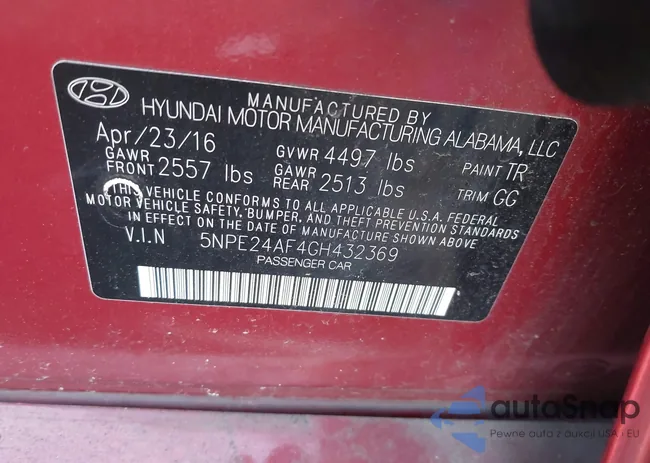 MANUFACTURED BY
HYUNDAI MOTOR MANUFACTURING ALABAMA, LLC
Apr/23/16 GVWR 4497 lbs PAINT TR
GAWR FRONT 2557 lbs GAWR REAR 2513 lbs TRIM GG
THIS VEHICLE CONFORMS TO ALL APPLICABLE U.S.A. FEDERAL
MOTOR VEHICLE SAFETY, BUMPER, AND THEFT PREVENTION STANDARDS
IN EFFECT ON THE DATE OF MANUFACTURE SHOWN ABOVE.
V.I.N 5NPE24AF4GH432369
PASSENGER CAR
autoSnap
Pewne auta z aukcji USA i EU